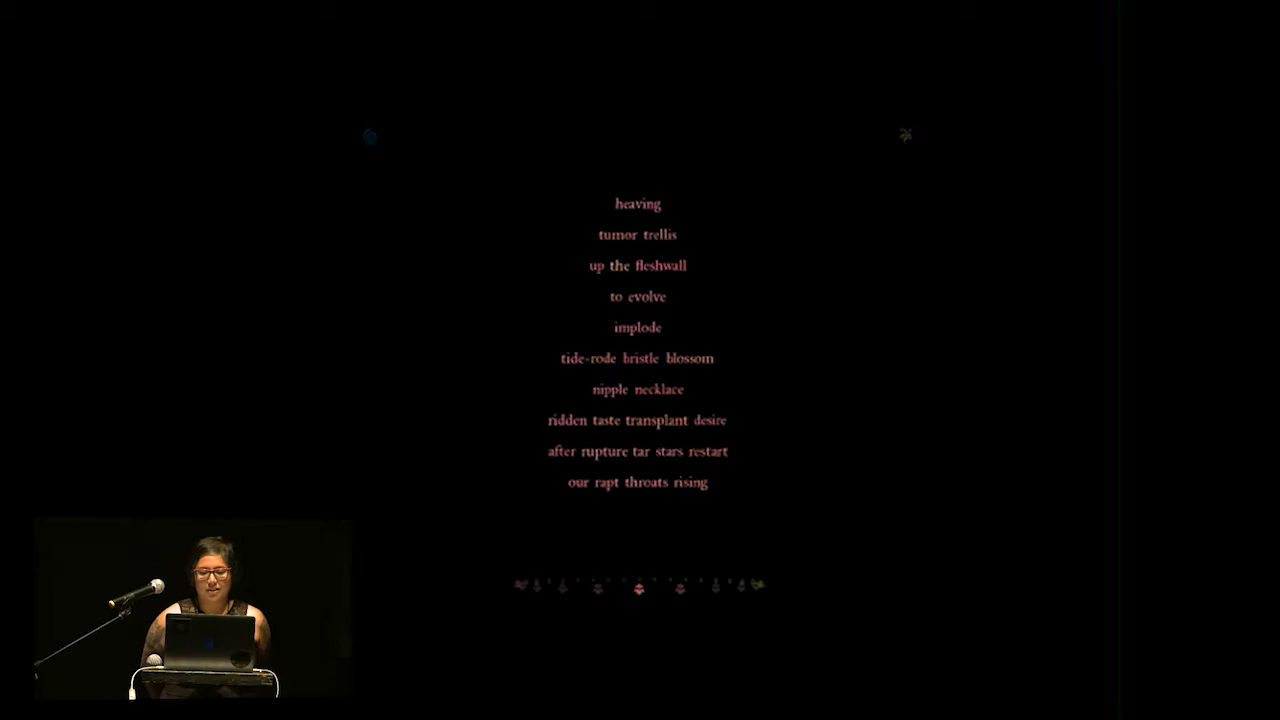 heaving
tumor trellis
up the fleshwall
to evolve
implode
tide-rode bristle blossom
nipple necklace
ridden taste transplant desire
after rupture tar stars restart
our rapt throats rising